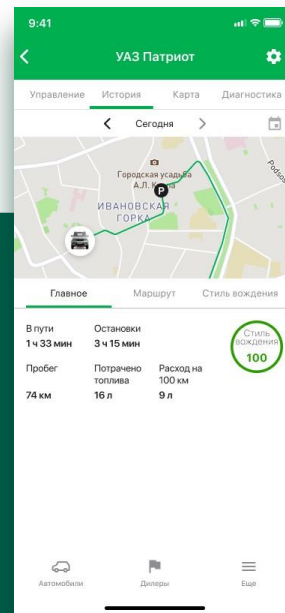 9:41
УАЗ Патриот
Управление История Карта Диагностика
Сегодня
Городская усадьба
А.Л. К
P
ИВАНОВСКАЯ
ГОРКА
Podsos
Главное Маршрут Стиль вождения
В пути Остановки
1 ч 33 мин 3 ч 15 мин
Стиль
вождения
100
Пробег Потрачено Расход на
топлива 100 км
74 км 16 л 9 л
Автомобили Дилеры Еще